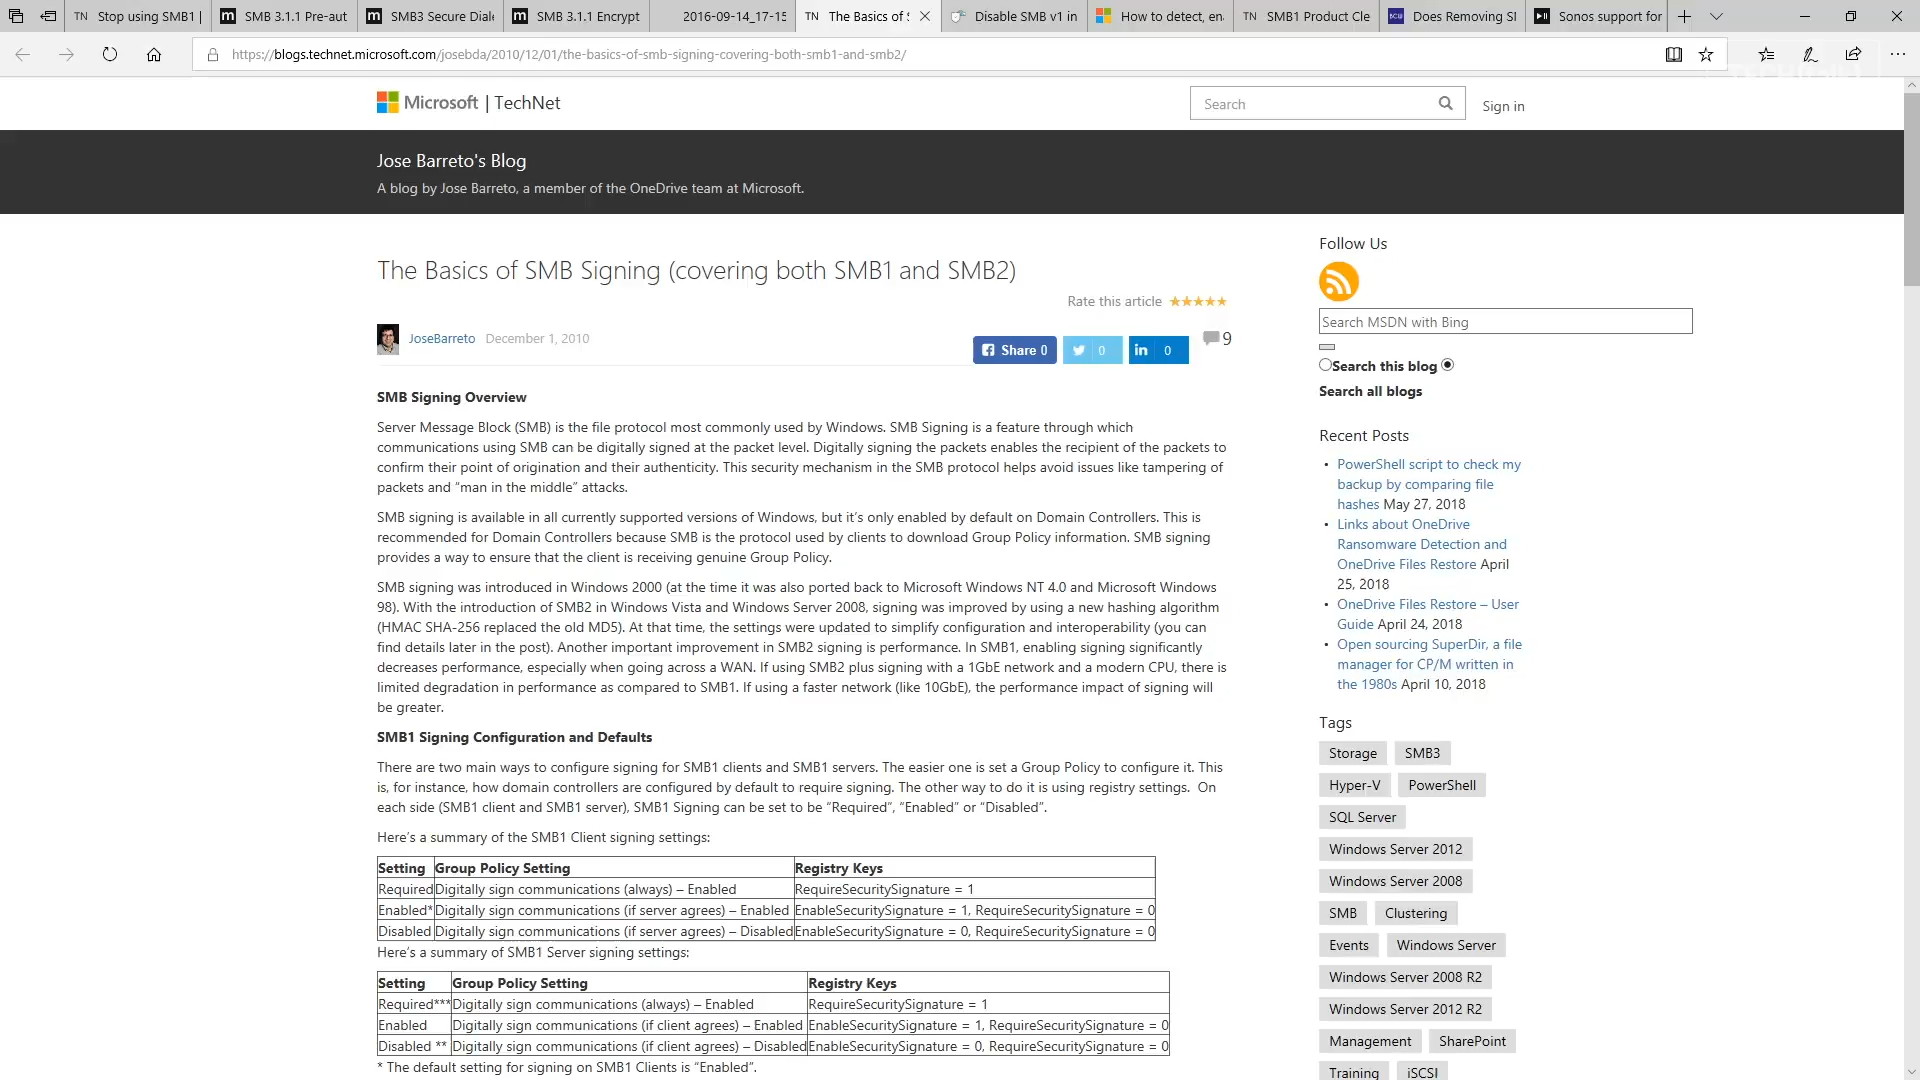 Stop using SMB1 |
SMB 3.1.1 Pre-aut
SMB3 Secure Diale
SMB 3.1.1 Encrypt
2016-09-14_17-15
The Basics of S
Disable SMB v1 in
How to detect, en
SMB1 Product Cle
Does Removing SI
Sonos support for
https://blogs.technet.microsoft.com/josebda/2010/12/01/the-basics-of-smb-signing-covering-both-smb1-and-smb2/
Microsoft | TechNet
Search
Sign in
Jose Barreto's Blog
A blog by Jose Barreto, a member of the OneDrive team at Microsoft.
The Basics of SMB Signing (covering both SMB1 and SMB2)
Rate this article ★★★★★
JoseBarreto December 1, 2010
Share 0
0
in 0
9
SMB Signing Overview
Server Message Block (SMB) is the file protocol most commonly used by Windows. SMB Signing is a feature through which
communications using SMB can be digitally signed at the packet level. Digitally signing the packets enables the recipient of the packets to
confirm their point of origination and their authenticity. This security mechanism in the SMB protocol helps avoid issues like tampering of
packets and “man in the middle” attacks.
SMB signing is available in all currently supported versions of Windows, but it’s only enabled by default on Domain Controllers. This is
recommended for Domain Controllers because SMB is the protocol used by clients to download Group Policy information. SMB signing
provides a way to ensure that the client is receiving genuine Group Policy.
SMB signing was introduced in Windows 2000 (at the time it was also ported back to Microsoft Windows NT 4.0 and Microsoft Windows
98). With the introduction of SMB2 in Windows Vista and Windows Server 2008, signing was improved by using a new hashing algorithm
(HMAC SHA-256 replaced the old MD5). At that time, the settings were updated to simplify configuration and interoperability (you can
find details later in the post). Another important improvement in SMB2 signing is performance. In SMB1, enabling signing significantly
decreases performance, especially when going across a WAN. If using SMB2 plus signing with a 1GbE network and a modern CPU, there is
limited degradation in performance as compared to SMB1. If using a faster network (like 10GbE), the performance impact of signing will
be greater.
SMB1 Signing Configuration and Defaults
There are two main ways to configure signing for SMB1 clients and SMB1 servers. The easier one is set a Group Policy to configure it. This
is, for instance, how domain controllers are configured by default to require signing. The other way to do it is using registry settings. On
each side (SMB1 client and SMB1 server), SMB1 Signing can be set to be “Required”, “Enabled” or “Disabled”.
Here’s a summary of the SMB1 Client signing settings:
Setting Group Policy Setting Registry Keys
Required Digitally sign communications (always) – Enabled RequireSecuritySignature = 1
Enabled* Digitally sign communications (if server agrees) – Enabled EnableSecuritySignature = 1, RequireSecuritySignature = 0
Disabled Digitally sign communications (if server agrees) – Disabled EnableSecuritySignature = 0, RequireSecuritySignature = 0
Here’s a summary of SMB1 Server signing settings:
Setting Group Policy Setting Registry Keys
Required*** Digitally sign communications (always) – Enabled RequireSecuritySignature = 1
Enabled Digitally sign communications (if client agrees) – Enabled EnableSecuritySignature = 1, RequireSecuritySignature = 0
Disabled ** Digitally sign communications (if client agrees) – Disabled EnableSecuritySignature = 0, RequireSecuritySignature = 0
* The default setting for signing on SMB1 Clients is “Enabled”.
Follow Us
Search MSDN with Bing
Search this blog
Search all blogs
Recent Posts
PowerShell script to check my
backup by comparing file
hashes May 27, 2018
Links about OneDrive
Ransomware Detection and
OneDrive Files Restore April
25, 2018
OneDrive Files Restore – User
Guide April 24, 2018
Open sourcing SuperDir, a file
manager for CP/M written in
the 1980s April 10, 2018
Tags
Storage SMB3
Hyper-V PowerShell
SQL Server
Windows Server 2012
Windows Server 2008
SMB Clustering
Events Windows Server
Windows Server 2008 R2
Windows Server 2012 R2
Management SharePoint
Training iSCSI